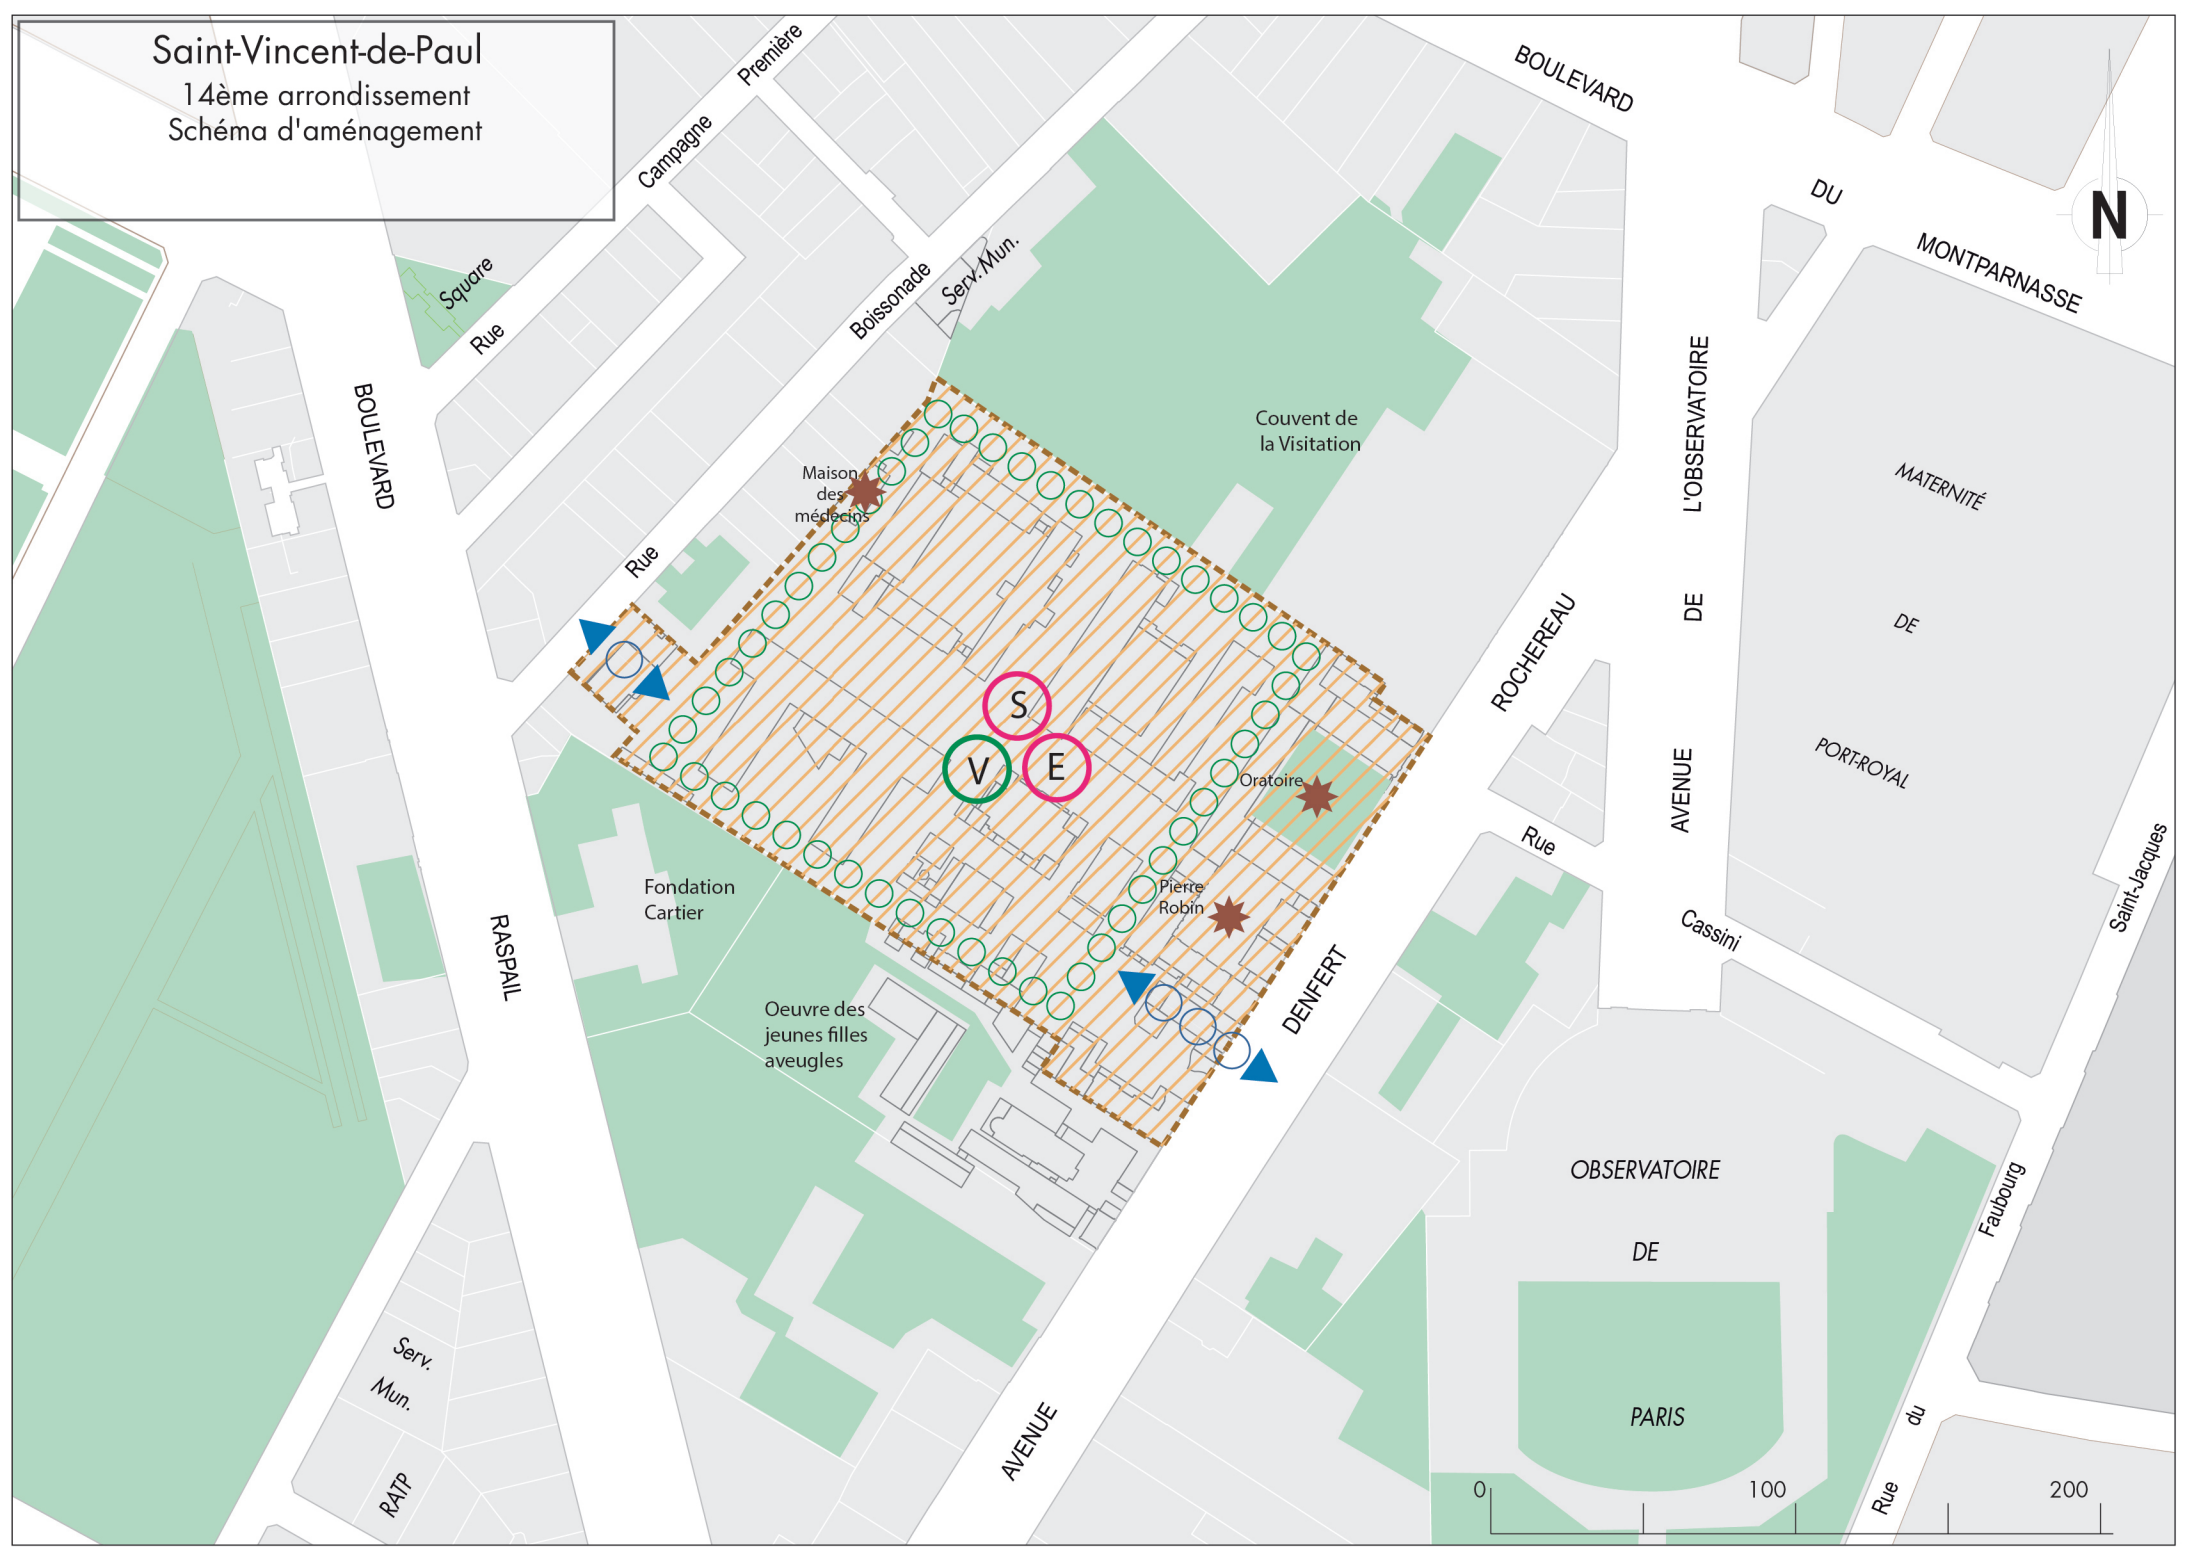 Saint-Vincent-de-Paul
14ème arrondissement
Schéma d'aménagement
Première
Campagne
Square
Rue
BOULEVARD
DU
MONTPARNASSE
N
Boissonade
Serv. Mun.
Rue
BOULEVARD
RASPAIL
Couvent de
la Visitation
Maison
des
médecins
L'OBSERVATOIRE
DE
AVENUE
MATERNITÉ
DE
PORT-ROYAL
ROCHEREAU
DENFERT
AVENUE
S
V
E
Oratoire
Pierre
Robin
Fondation
Cartier
Oeuvre des
jeunes filles
aveugles
Rue
Cassini
Saint-Jacques
Faubourg
du
Rue
OBSERVATOIRE
DE
PARIS
Serv.
Mun.
RATP
0 100 200